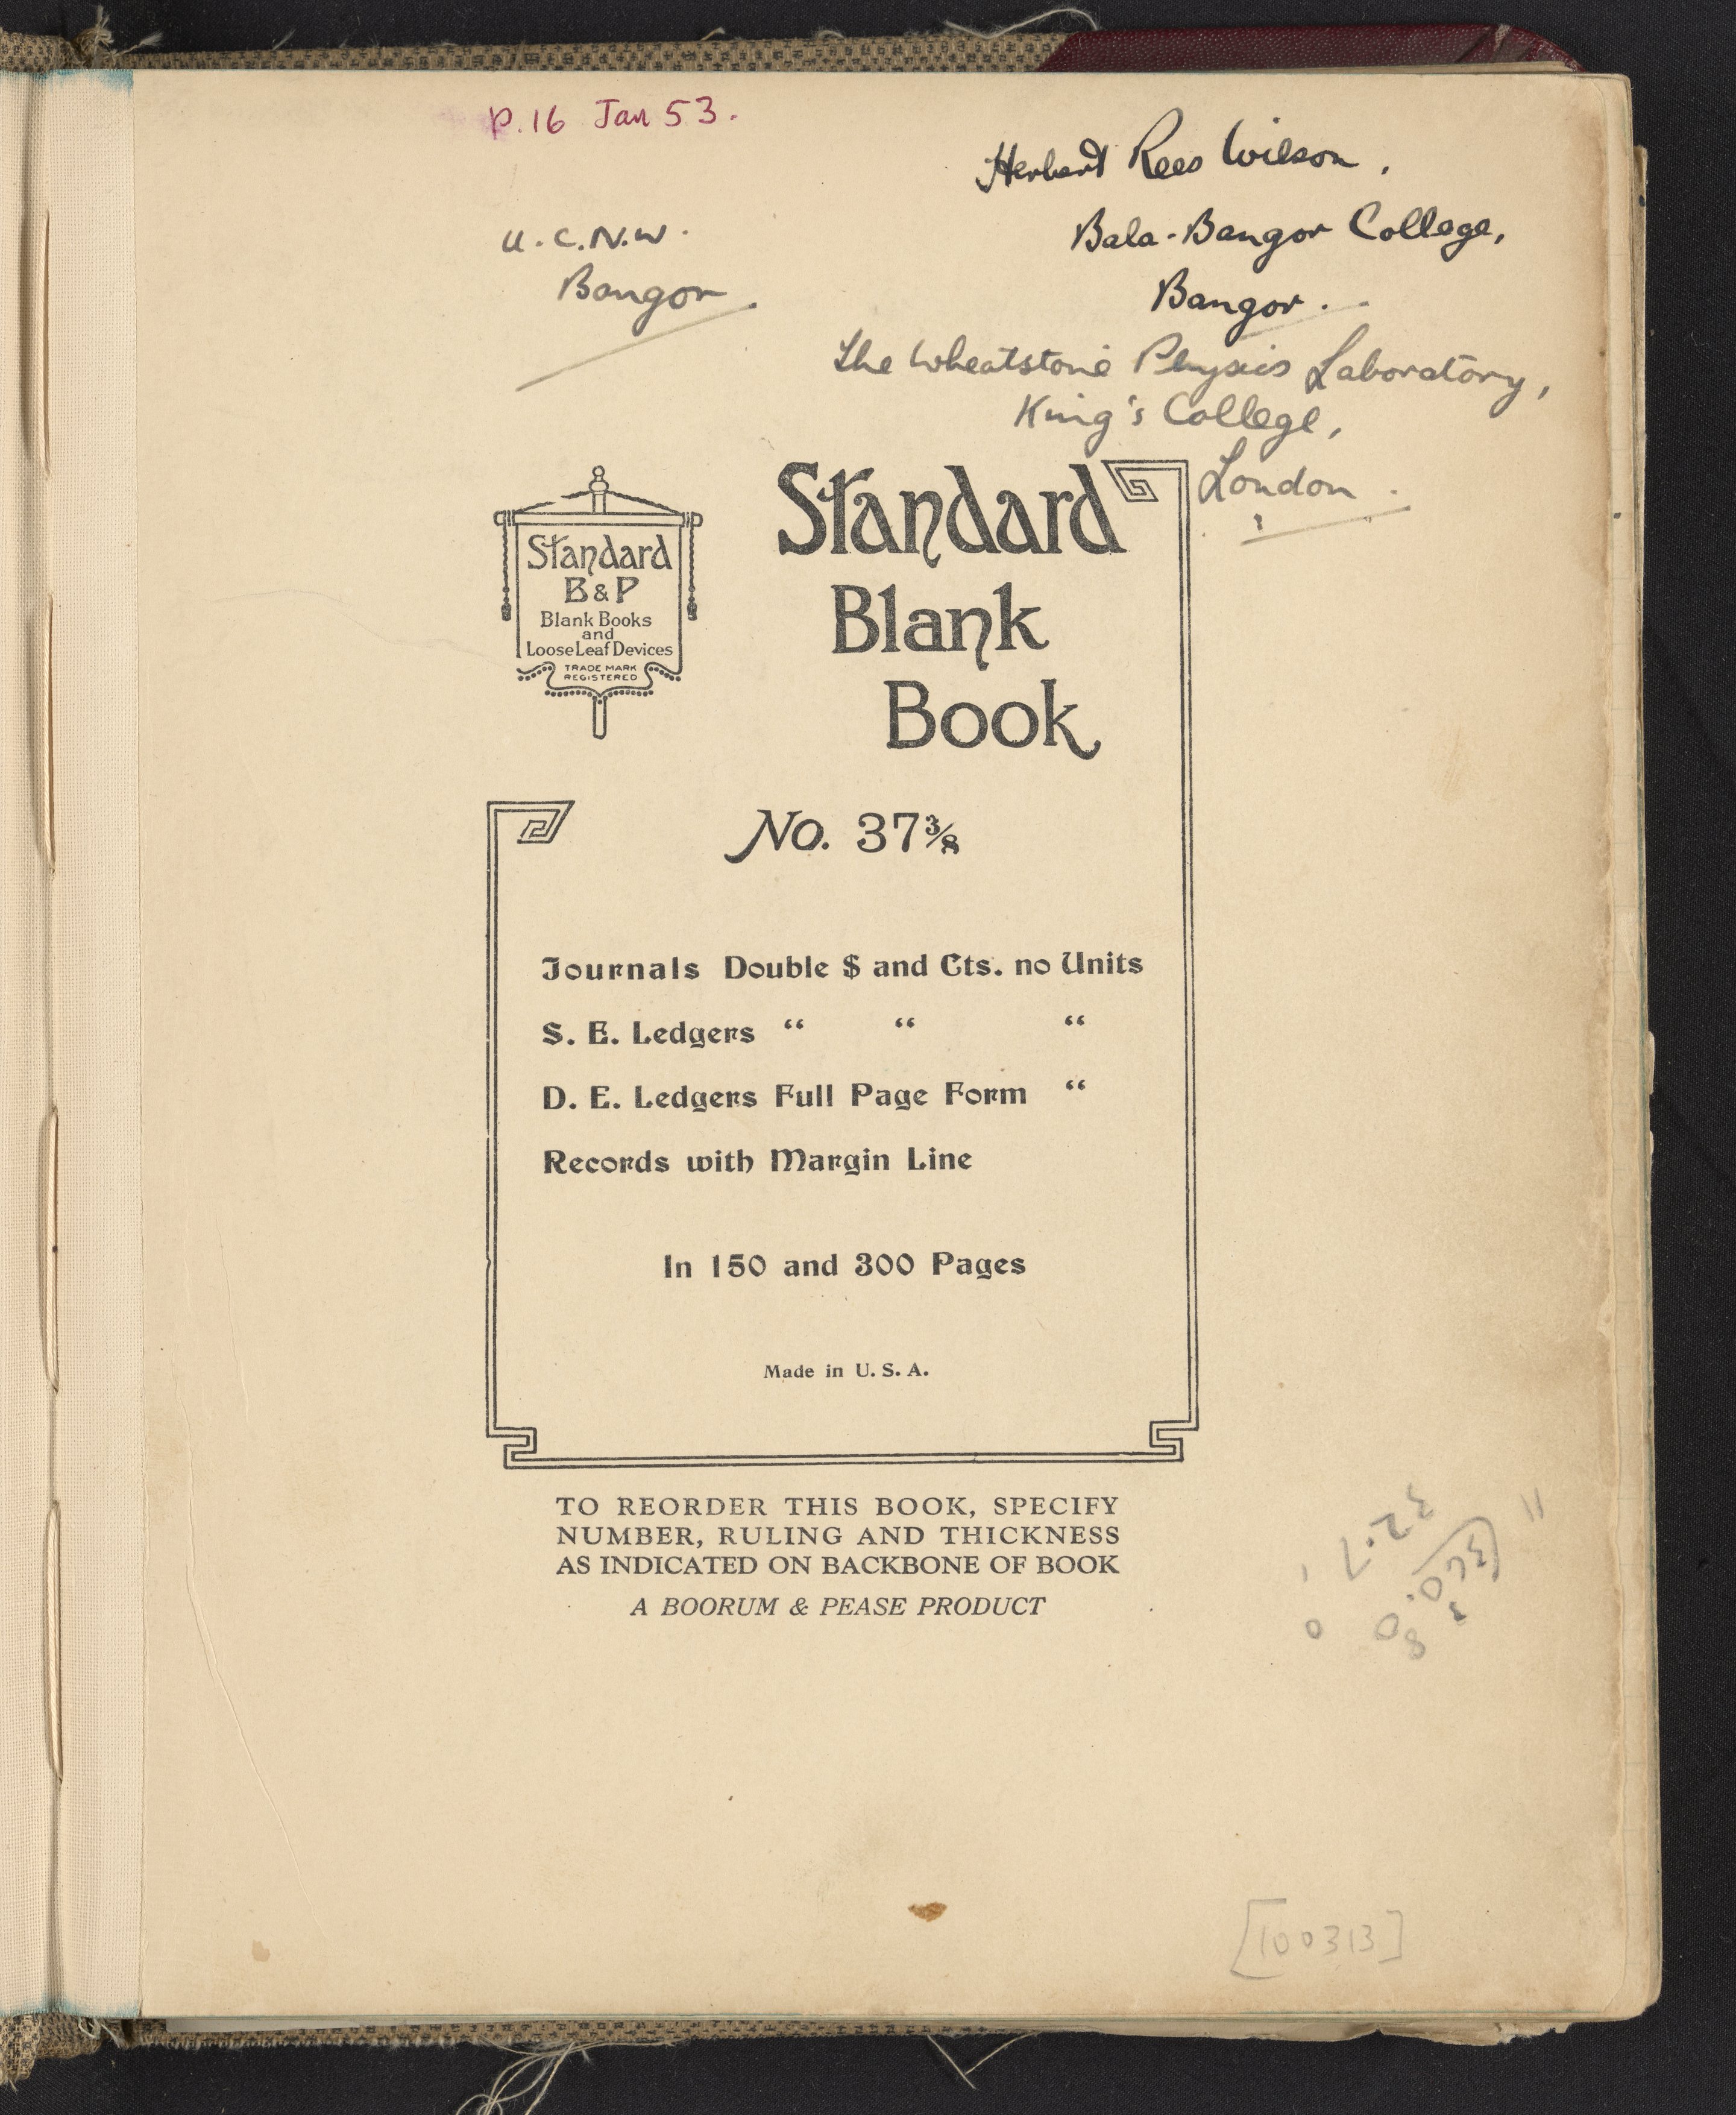 p.16 Jan 53.
Herbert Rees Wilson,
Bala-Bangor College,
Bangor.
U.C.N.W.
Bangor.
The Wheatstone Physics Laboratory,
King's College,
London.
Standard
B & P
Blank Books
and
Loose Leaf Devices
TRADE MARK
REGISTERED
Standard
Blank
Book
No. 37 3/8
Journals Double $ and Cts. no Units
S. E. Ledgers “ “ “
D. E. Ledgers Full Page Form “
Records with Margin Line
In 150 and 300 Pages
Made in U. S. A.
TO REORDER THIS BOOK, SPECIFY
NUMBER, RULING AND THICKNESS
AS INDICATED ON BACKBONE OF BOOK
A BOORUM & PEASE PRODUCT
[100313]